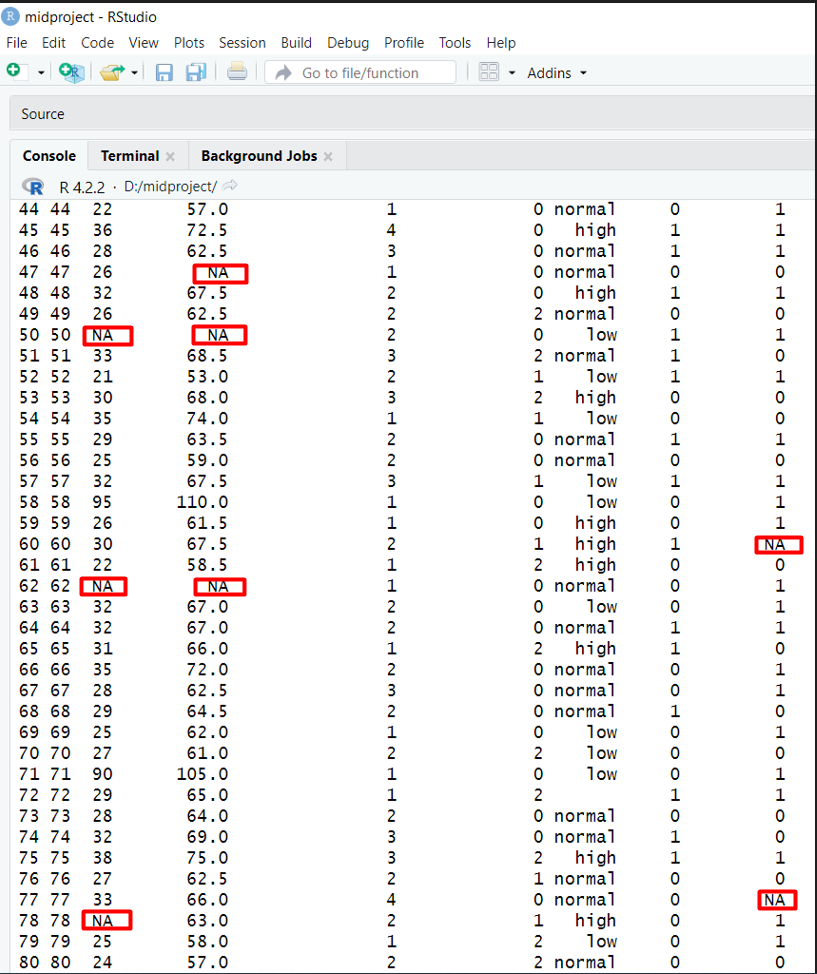 midproject - RStudio
File Edit Code View Plots Session Build Debug Profile Tools Help
Go to file/function Addins
Source
Console Terminal Background Jobs
R 4.2.2 · D:/midproject/
44 44 22 57.0 1 0 normal 0 1
45 45 36 72.5 4 0 high 1 1
46 46 28 62.5 3 0 normal 1 1
47 47 26 NA 1 0 normal 0 0
48 48 32 67.5 2 0 high 1 1
49 49 26 62.5 2 2 normal 0 0
50 50 NA NA 2 0 low 1 1
51 51 33 68.5 3 2 normal 1 0
52 52 21 53.0 2 1 low 1 1
53 53 30 68.0 3 2 high 0 0
54 54 35 74.0 1 1 low 0 0
55 55 29 63.5 2 0 normal 1 1
56 56 25 59.0 2 0 normal 0 0
57 57 32 67.5 3 1 low 1 1
58 58 95 110.0 1 0 low 0 1
59 59 26 61.5 1 0 high 0 1
60 60 30 67.5 2 1 high 1 NA
61 61 22 58.5 1 2 high 0 0
62 62 NA NA 1 0 normal 0 1
63 63 32 67.0 2 0 low 0 1
64 64 32 67.0 2 0 normal 1 1
65 65 31 66.0 1 2 high 1 0
66 66 35 72.0 2 0 normal 0 1
67 67 28 62.5 3 0 normal 0 1
68 68 29 64.5 2 0 normal 1 0
69 69 25 62.0 1 0 low 0 1
70 70 27 61.0 2 2 low 0 0
71 71 90 105.0 1 0 low 0 1
72 72 29 65.0 1 2 1 1
73 73 28 64.0 2 0 normal 0 0
74 74 32 69.0 3 0 normal 1 0
75 75 38 75.0 3 2 high 1 1
76 76 27 62.5 2 1 normal 0 0
77 77 33 66.0 4 0 normal 0 NA
78 78 NA 63.0 2 1 high 0 1
79 79 25 58.0 1 2 low 0 1
80 80 24 57.0 2 2 normal 0 0